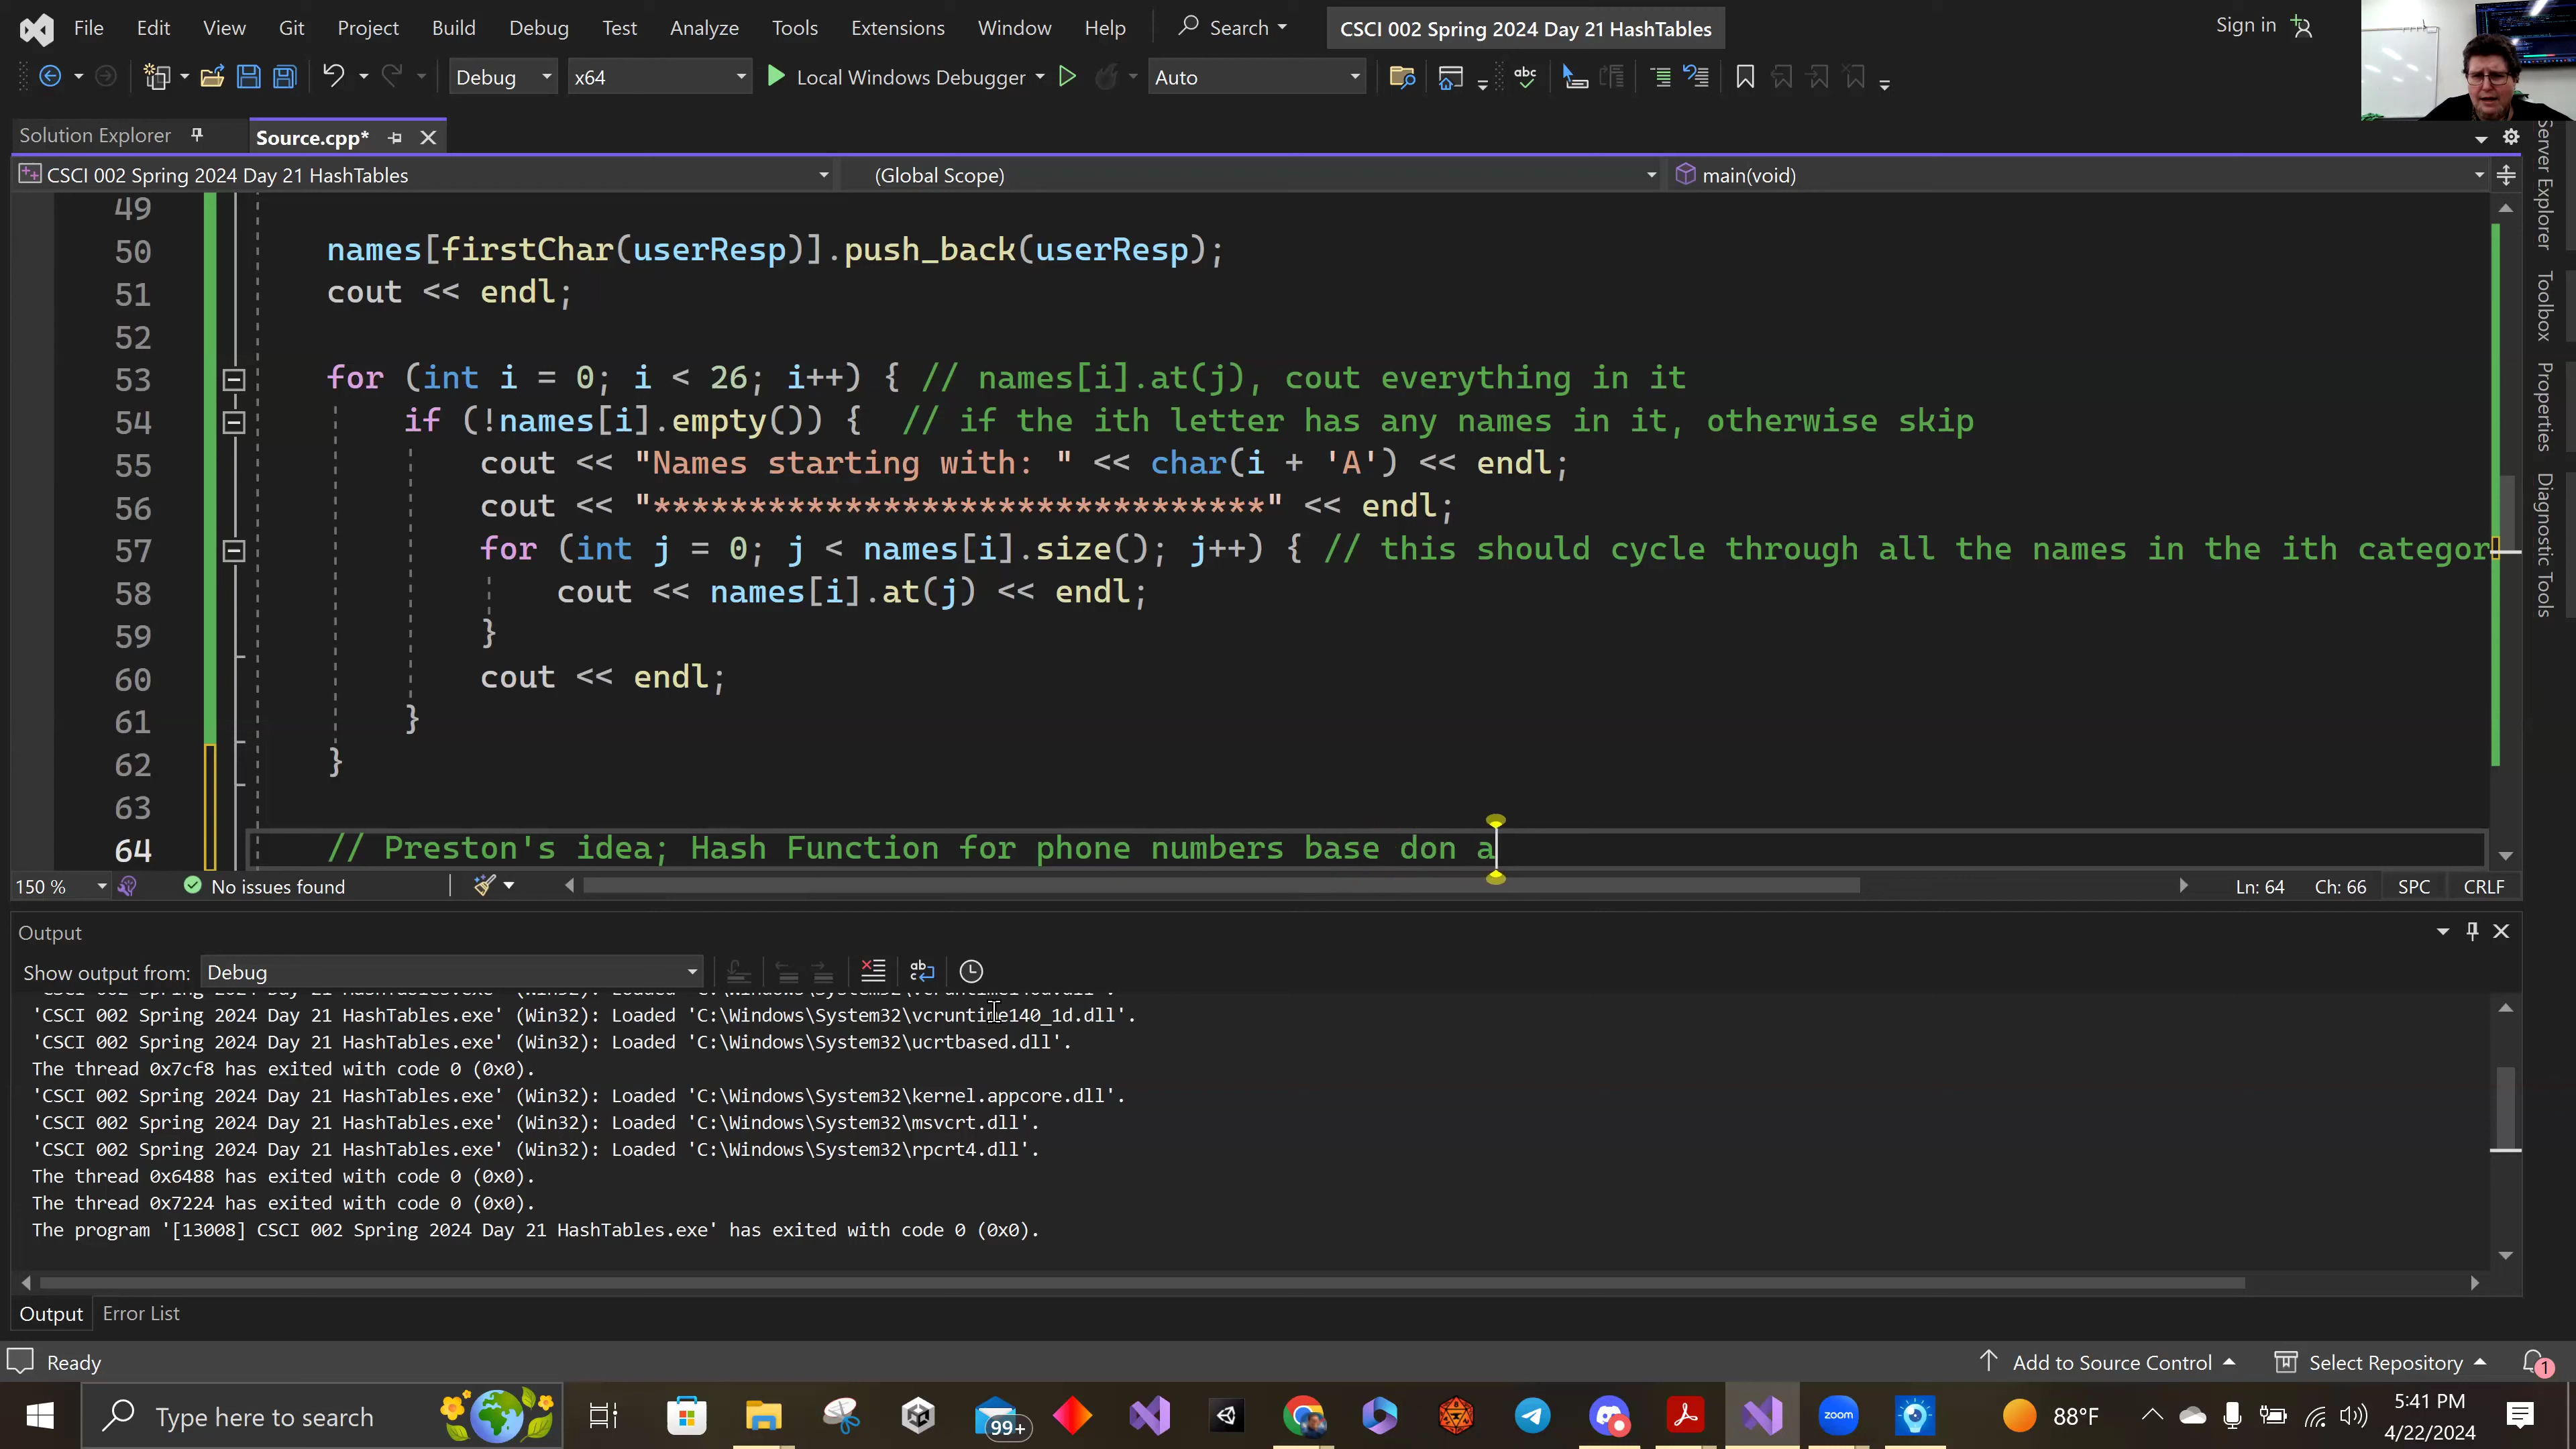 File Edit View Git Project Build Debug Test Analyze Tools Extensions Window Help Search CSCI 002 Spring 2024 Day 21 HashTables Sign in
Debug x64 Local Windows Debugger Auto
Solution Explorer Source.cpp*
CSCI 002 Spring 2024 Day 21 HashTables (Global Scope) main(void)
49
50 names[firstChar(userResp)].push_back(userResp);
51 cout << endl;
52
53 for (int i = 0; i < 26; i++) { // names[i].at(j), cout everything in it
54 if (!names[i].empty()) { // if the ith letter has any names in it, otherwise skip
55 cout << "Names starting with: " << char(i + 'A') << endl;
56 cout << "********************************" << endl;
57 for (int j = 0; j < names[i].size(); j++) { // this should cycle through all the names in the ith categor
58 cout << names[i].at(j) << endl;
59 }
60 cout << endl;
61 }
62 }
63
64 // Preston's idea; Hash Function for phone numbers base don a
150 % No issues found Ln: 64 Ch: 66 SPC CRLF
Server Explorer
Toolbox
Properties
Diagnostic Tools
Output
Show output from: Debug
'CSCI 002 Spring 2024 Day 21 HashTables.exe' (Win32): Loaded 'C:\Windows\System32\vcruntime140_1d.dll'.
'CSCI 002 Spring 2024 Day 21 HashTables.exe' (Win32): Loaded 'C:\Windows\System32\ucrtbased.dll'.
The thread 0x7cf8 has exited with code 0 (0x0).
'CSCI 002 Spring 2024 Day 21 HashTables.exe' (Win32): Loaded 'C:\Windows\System32\kernel.appcore.dll'.
'CSCI 002 Spring 2024 Day 21 HashTables.exe' (Win32): Loaded 'C:\Windows\System32\msvcrt.dll'.
'CSCI 002 Spring 2024 Day 21 HashTables.exe' (Win32): Loaded 'C:\Windows\System32\rpcrt4.dll'.
The thread 0x6488 has exited with code 0 (0x0).
The thread 0x7224 has exited with code 0 (0x0).
The program '[13008] CSCI 002 Spring 2024 Day 21 HashTables.exe' has exited with code 0 (0x0).
Output Error List
Ready Add to Source Control Select Repository 1
Type here to search 99+ zoom 88°F 5:41 PM
4/22/2024